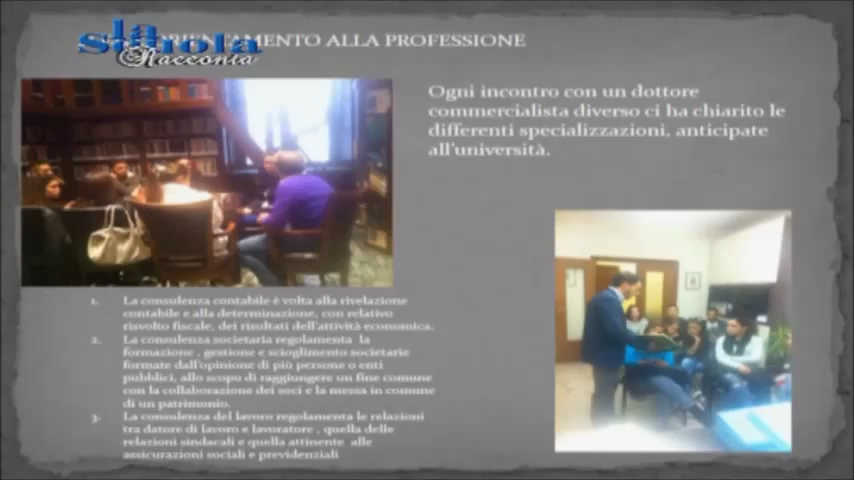 la
Scuola
Racconta
ORIENTAMENTO ALLA PROFESSIONE
Ogni incontro con un dottore
commercialista diverso ci ha chiarito le
differenti specializzazioni, anticipate
all'università.
1. La consulenza contabile è volta alla rivelazione
contabile e alla determinazione, con relativo
risvolto fiscale, dei risultati dell'attività economica.
2. La consulenza societaria regolamenta la
formazione , gestione e scioglimento societarie
formate dall'opinione di più persone o enti
pubblici, allo scopo di raggiungere un fine comune
con la collaborazione dei soci e la messa in comune
di un patrimonio.
3. La consulenza del lavoro regolamenta le relazioni
tra datore di lavoro e lavoratore , quella delle
relazioni sindacali e quella attinente alle
assicurazioni sociali e previdenziali